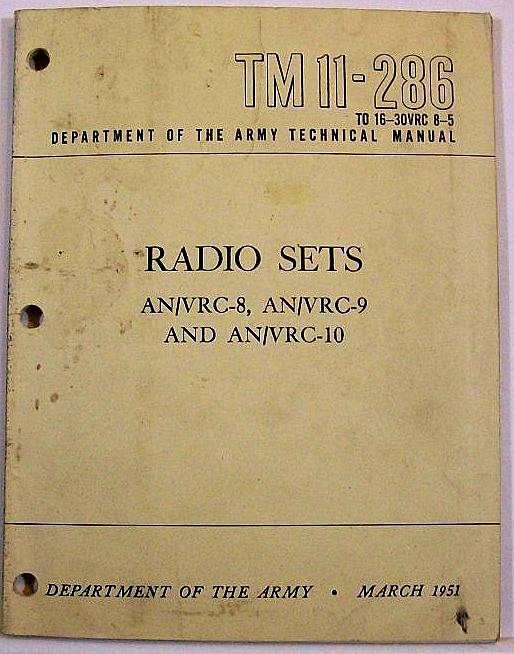 TM 11-286
TO 16-30VRC 8-5
DEPARTMENT OF THE ARMY TECHNICAL MANUAL
RADIO SETS
AN/VRC-8, AN/VRC-9
AND AN/VRC-10
DEPARTMENT OF THE ARMY • MARCH 1951